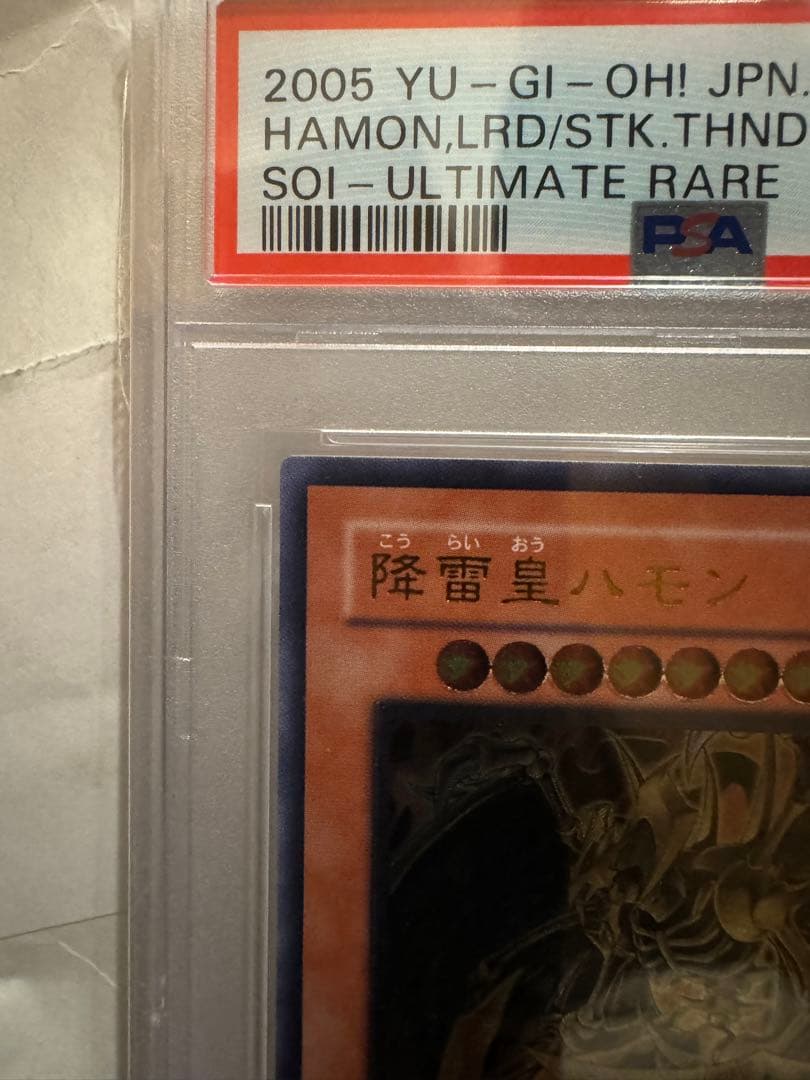 2005 YU-GI-OH! JPN.
HAMON,LRD/STK.THND
SOI-ULTIMATE RARE
PSA
こう らい おう
降雷皇ハモン